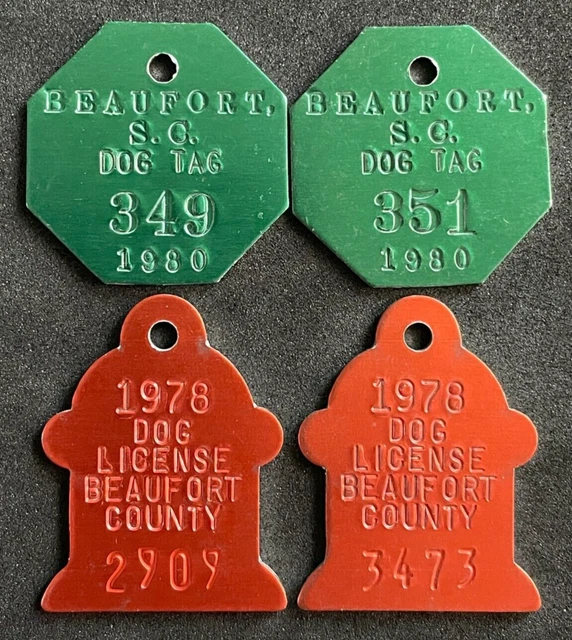 BEAUFORT,
S.C.
DOG TAG
349
1980
BEAUFORT,
S.C.
DOG TAG
351
1980
1978
DOG
LICENSE
BEAUFORT
COUNTY
2909
1978
DOG
LICENSE
BEAUFORT
COUNTY
3473